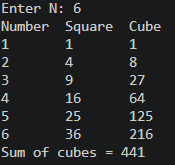 Enter N: 6
Number  Square  Cube
1       1       1
2       4       8
3       9       27
4       16      64
5       25      125
6       36      216
Sum of cubes = 441